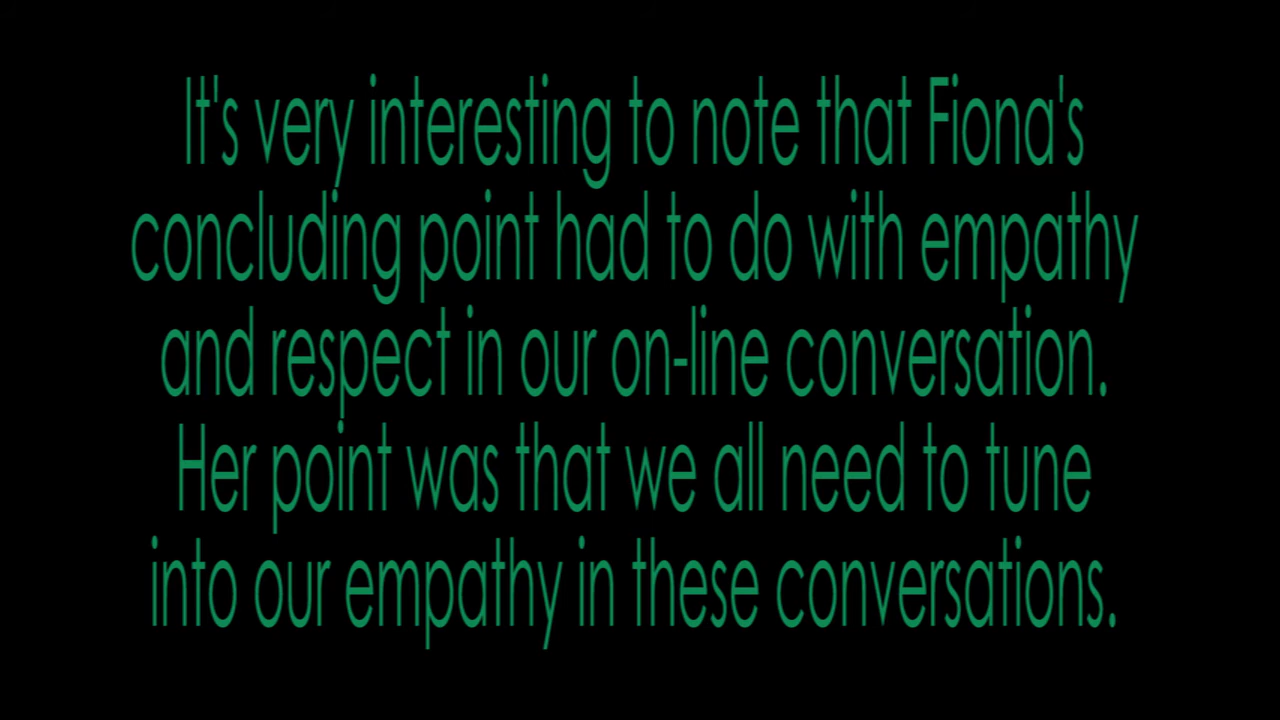 It's very interesting to note that Fiona's
concluding point had to do with empathy
and respect in our on-line conversation.
Her point was that we all need to tune
into our empathy in these conversations.